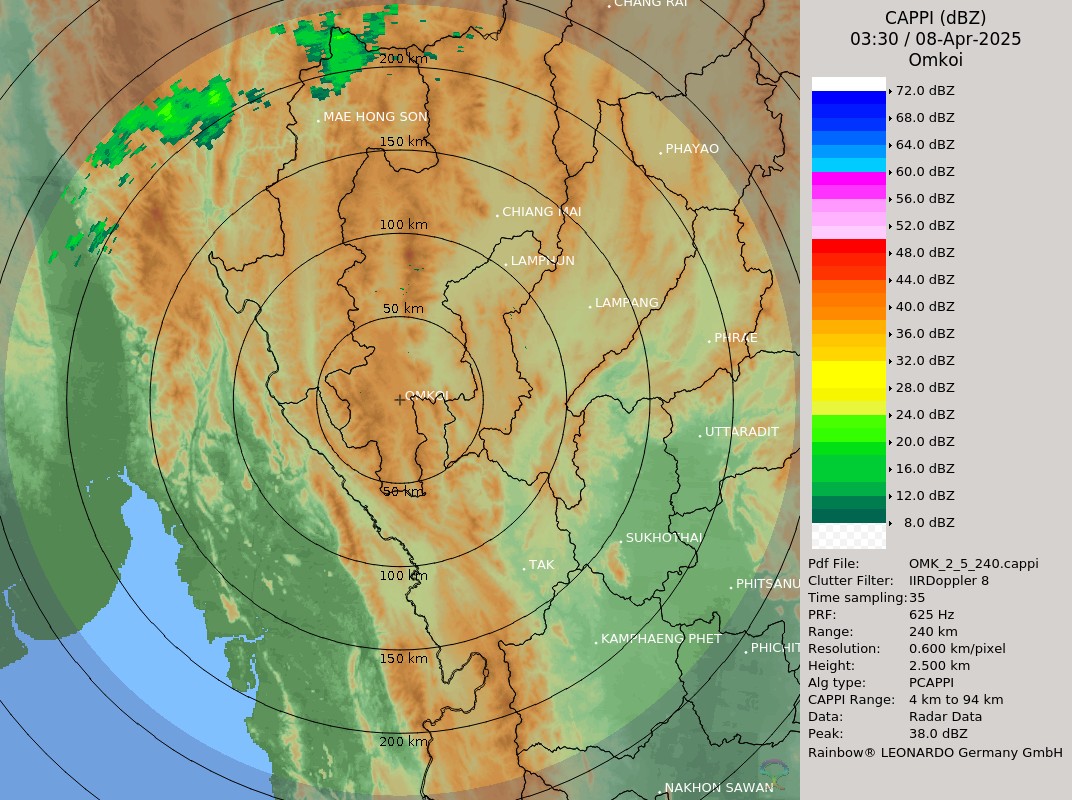 CHANG RAI
200 km
MAE HONG SON
150 km
PHAYAO
CHIANG MAI
100 km
LAMPHUN
LAMPANG
50 km
PHRAE
OMKOI
UTTARADIT
50 km
SUKHOTHAI
TAK
100 km
PHITSANU
KAMPHAENG PHET
PHICHIT
150 km
200 km
NAKHON SAWAN
CAPPI (dBZ)
03:30 / 08-Apr-2025
Omkoi
72.0 dBZ
68.0 dBZ
64.0 dBZ
60.0 dBZ
56.0 dBZ
52.0 dBZ
48.0 dBZ
44.0 dBZ
40.0 dBZ
36.0 dBZ
32.0 dBZ
28.0 dBZ
24.0 dBZ
20.0 dBZ
16.0 dBZ
12.0 dBZ
8.0 dBZ
Pdf File: OMK_2_5_240.cappi
Clutter Filter: IIRDoppler 8
Time sampling: 35
PRF: 625 Hz
Range: 240 km
Resolution: 0.600 km/pixel
Height: 2.500 km
Alg type: PCAPPI
CAPPI Range: 4 km to 94 km
Data: Radar Data
Peak: 38.0 dBZ
Rainbow® LEONARDO Germany GmbH